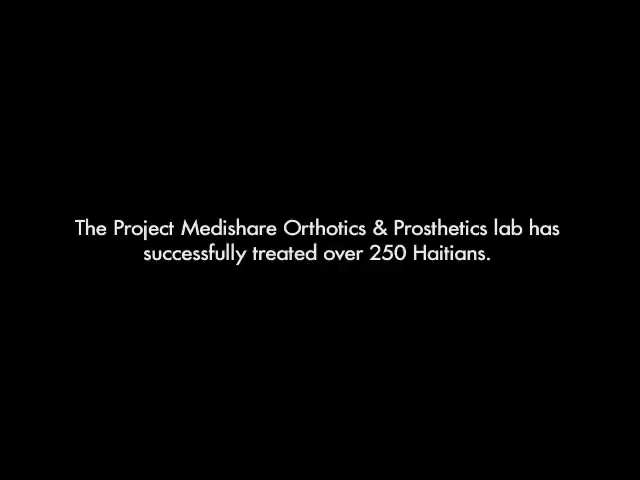 The Project Medishare Orthotics & Prosthetics lab has
successfully treated over 250 Haitians.